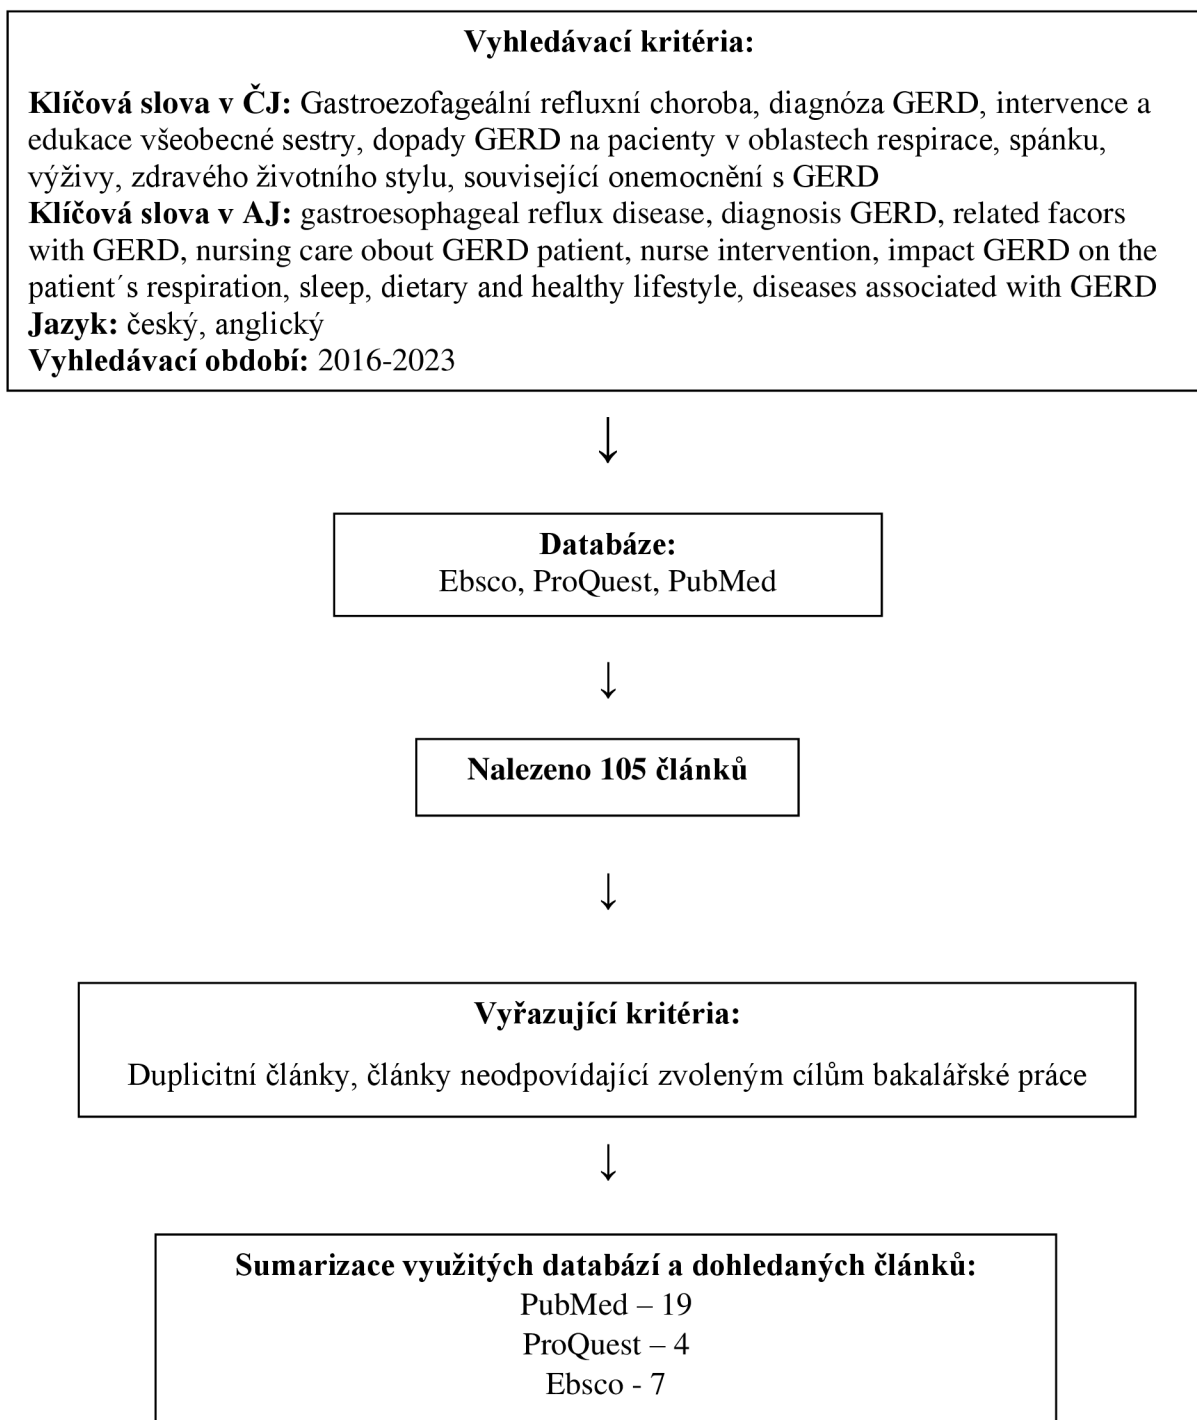 Vyhledávací kritéria:
Klíčová slova v ČJ: Gastroezofageální refluxní choroba, diagnóza GERD, intervence a
edukace všeobecné sestry, dopady GERD na pacienty v oblastech respirace, spánku,
výživy, zdravého životního stylu, související onemocnění s GERD
Klíčová slova v AJ: gastroesophageal reflux disease, diagnosis GERD, related facors
with GERD, nursing care obout GERD patient, nurse intervention, impact GERD on the
patient´s respiration, sleep, dietary and healthy lifestyle, diseases associated with GERD
Jazyk: český, anglický
Vyhledávací období: 2016-2023
↓
Databáze:
Ebsco, ProQuest, PubMed
↓
Nalezeno 105 článků
↓
Vyřazující kritéria:
Duplicitní články, články neodpovídající zvoleným cílům bakalářské práce
↓
Sumarizace využitých databází a dohledaných článků:
PubMed – 19
ProQuest – 4
Ebsco - 7